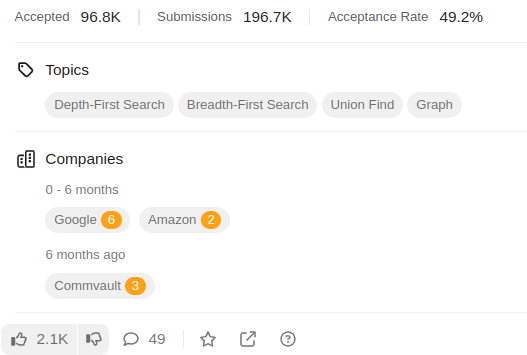 Accepted 96.8K Submissions 196.7K Acceptance Rate 49.2%
Topics
Depth-First Search Breadth-First Search Union Find Graph
Companies
0 - 6 months
Google 6 Amazon 2
6 months ago
Commvault 3
2.1K 49